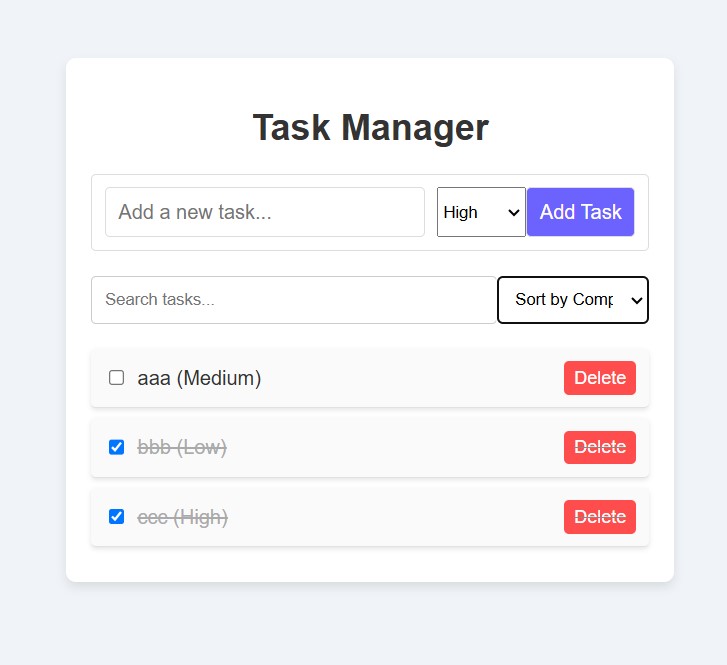 Task Manager
Add a new task... High Add Task
Search tasks... Sort by Comp
aaa (Medium) Delete
bbb (Low) Delete
ccc (High) Delete